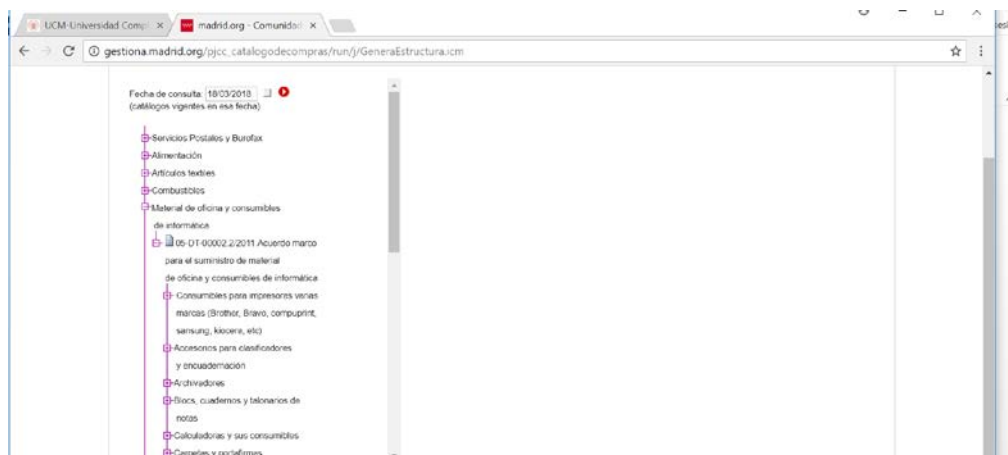 UCM-Universidad Compl
madrid.org - Comunidad
gestiona.madrid.org/pjcc_catalogodecompras/run/j/GeneraEstructura.icm
Fecha de consulta: 18/03/2018
(catálogos vigentes en esa fecha)
Servicios Postales y Burofax
Alimentación
Artículos textiles
Combustibles
Material de oficina y consumibles
de informática
05-DT-00002.2/2011.Acuerdo marco
para el suministro de material
de oficina y consumibles de informática
Consumibles para impresoras varias
marcas (Brother, Bravo, compuprint,
sansung, kiocera, etc)
Accesorios para clasificadores
y encuadernación
Archivadores
Blocs, cuadernos y talonarios de
notas
Calculadoras y sus consumibles
Carpetas y portafirmas